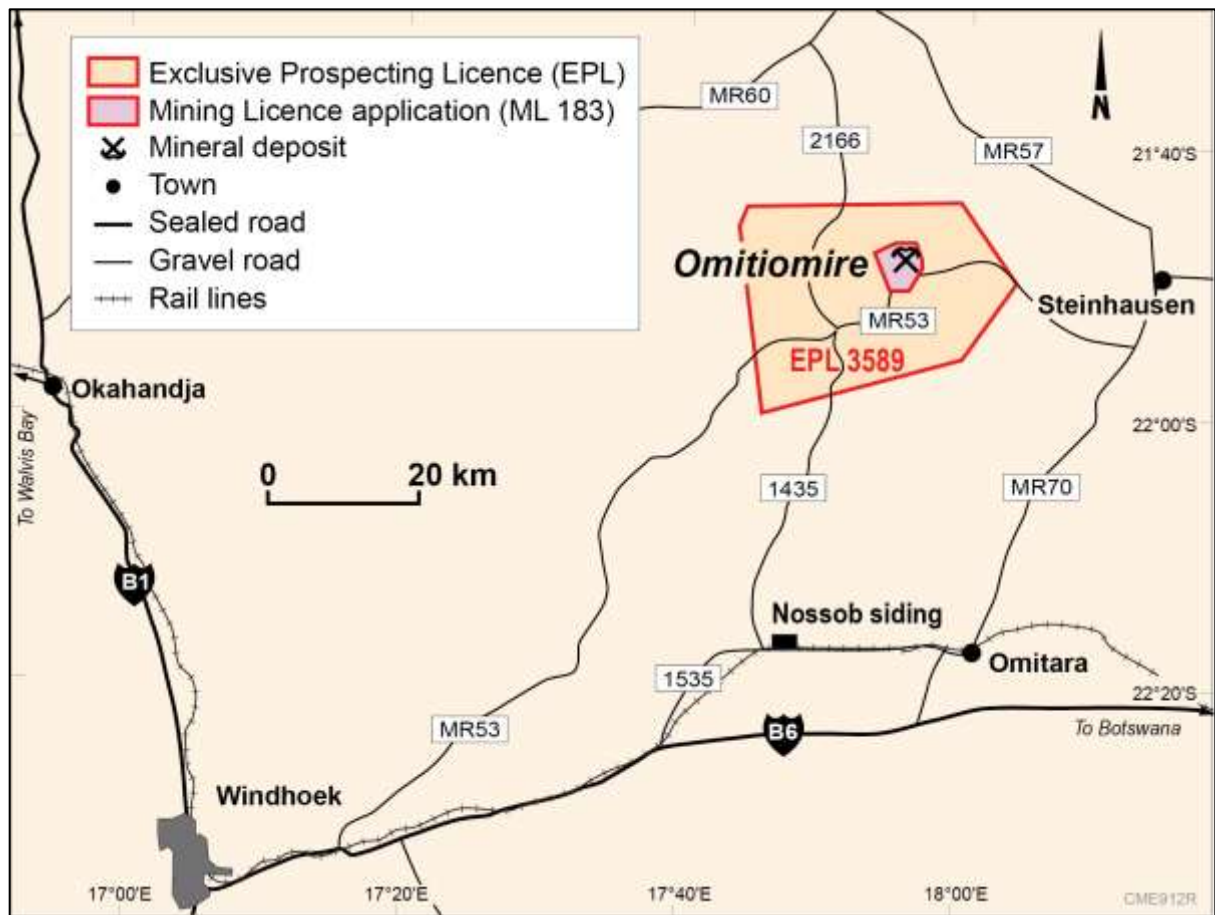 Exclusive Prospecting Licence (EPL)
Mining Licence application (ML 183)
Mineral deposit
Town
Sealed road
Gravel road
Rail lines
MR60
2166
MR57
N
21°40'S
Omitiomire
Steinhausen
MR53
EPL 3589
Okahandja
To Walvis Bay
22°00'S
0 20 km
1435
MR70
B1
Nossob siding
Omitara
1535
22°20'S
MR53
B6
To Botswana
Windhoek
17°00'E
17°20'E
17°40'E
18°00'E
CME912R